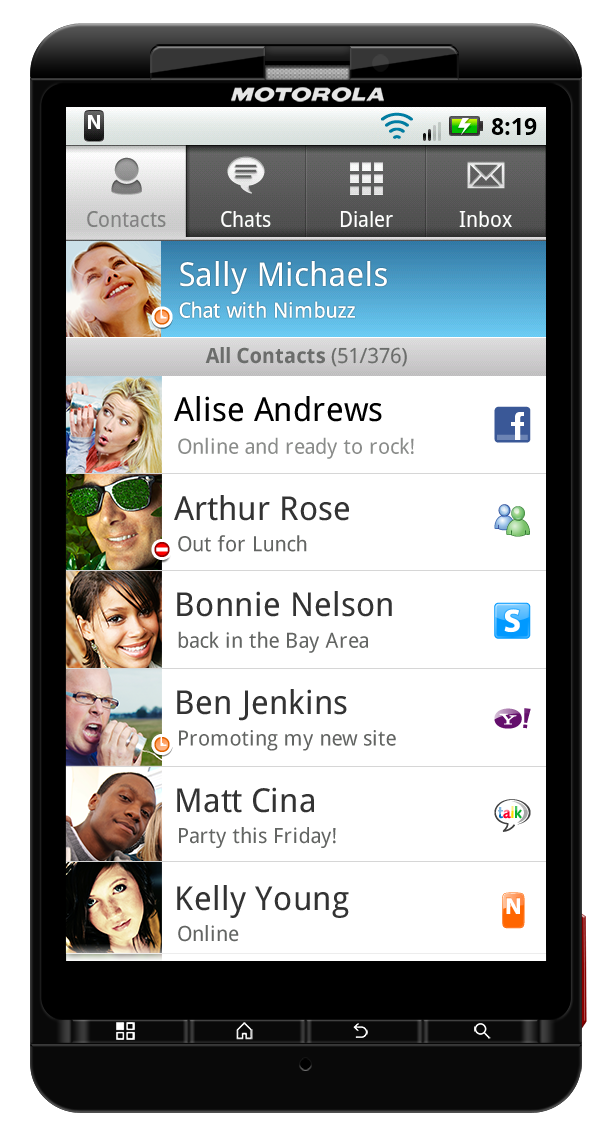 MOTOROLA
N
8:19
Contacts
Chats
Dialer
Inbox
Sally Michaels
Chat with Nimbuzz
All Contacts (51/376)
Alise Andrews
Online and ready to rock!
f
Arthur Rose
Out for Lunch
Bonnie Nelson
back in the Bay Area
S
Ben Jenkins
Promoting my new site
Y!
Matt Cina
Party this Friday!
talk
Kelly Young
Online
N